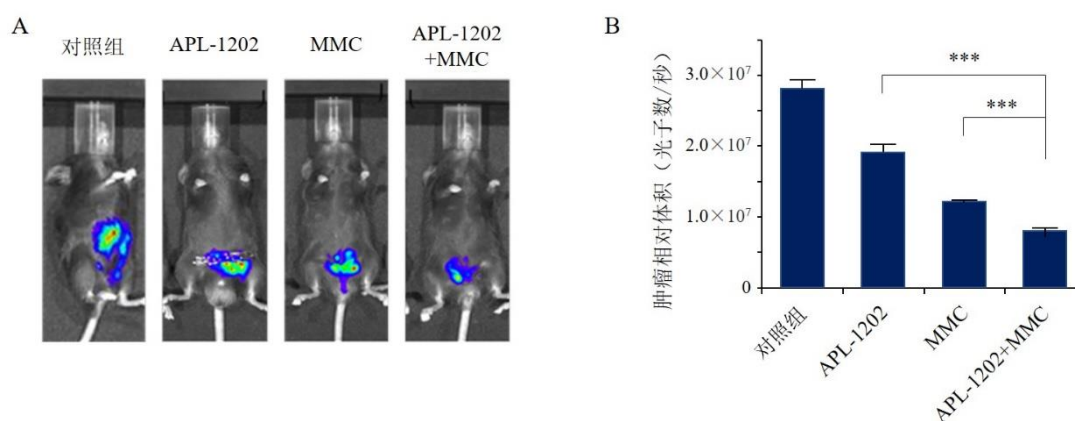 A
对照组
APL-1202
MMC
APL-1202
+MMC
B
肿瘤相对体积（光子数/秒）
3.0×10⁷
2.0×10⁷
1.0×10⁷
0
***
***
对照组
APL-1202
MMC
APL-1202+MMC